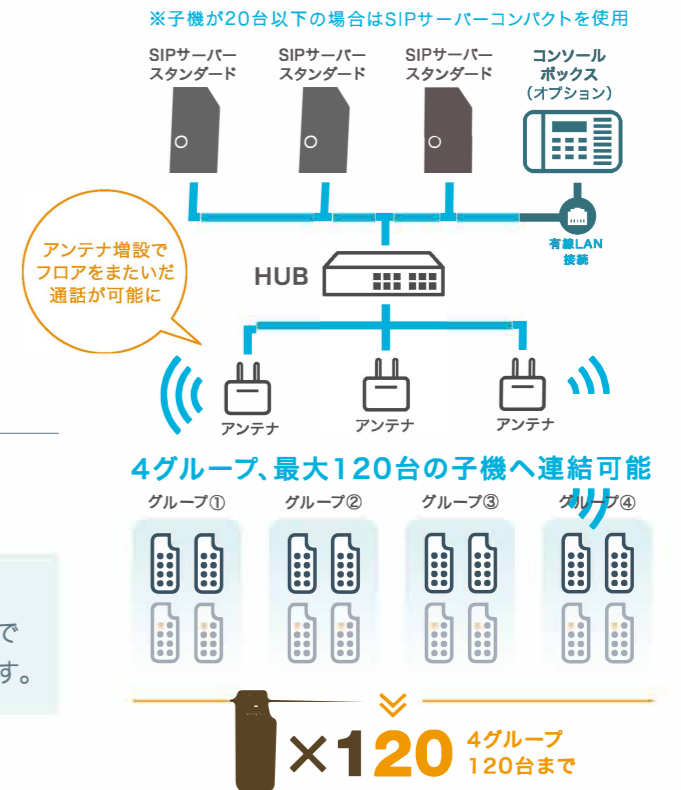 ※子機が20台以下の場合はSIPサーバーコンパクトを使用
SIPサーバー
スタンダード
SIPサーバー
スタンダード
SIPサーバー
スタンダード
コンソール
ボックス
(オプション)
有線LAN
接続
アンテナ増設で
フロアをまたいだ
通話が可能に
HUB
アンテナ
アンテナ
アンテナ
4グループ、最大120台の子機へ連結可能
グループ①
グループ②
グループ③
グループ④
で
す。
×120
4グループ
120台まで